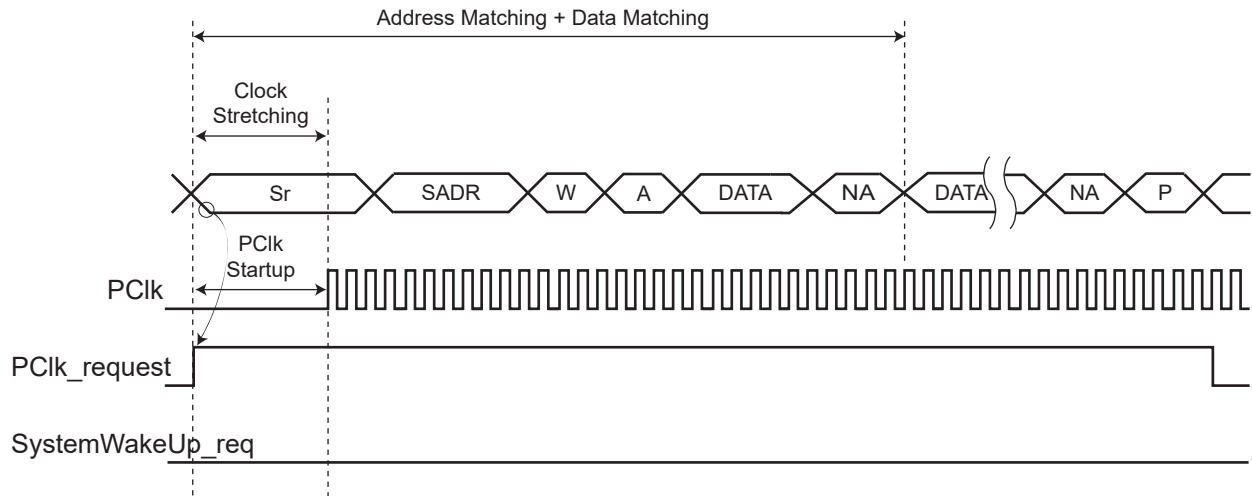 Address Matching + Data Matching
Clock
Stretching
Sr SADR W A DATA NA DATA NA P
PClk
Startup
PClk
PClk_request
SystemWakeUp_req